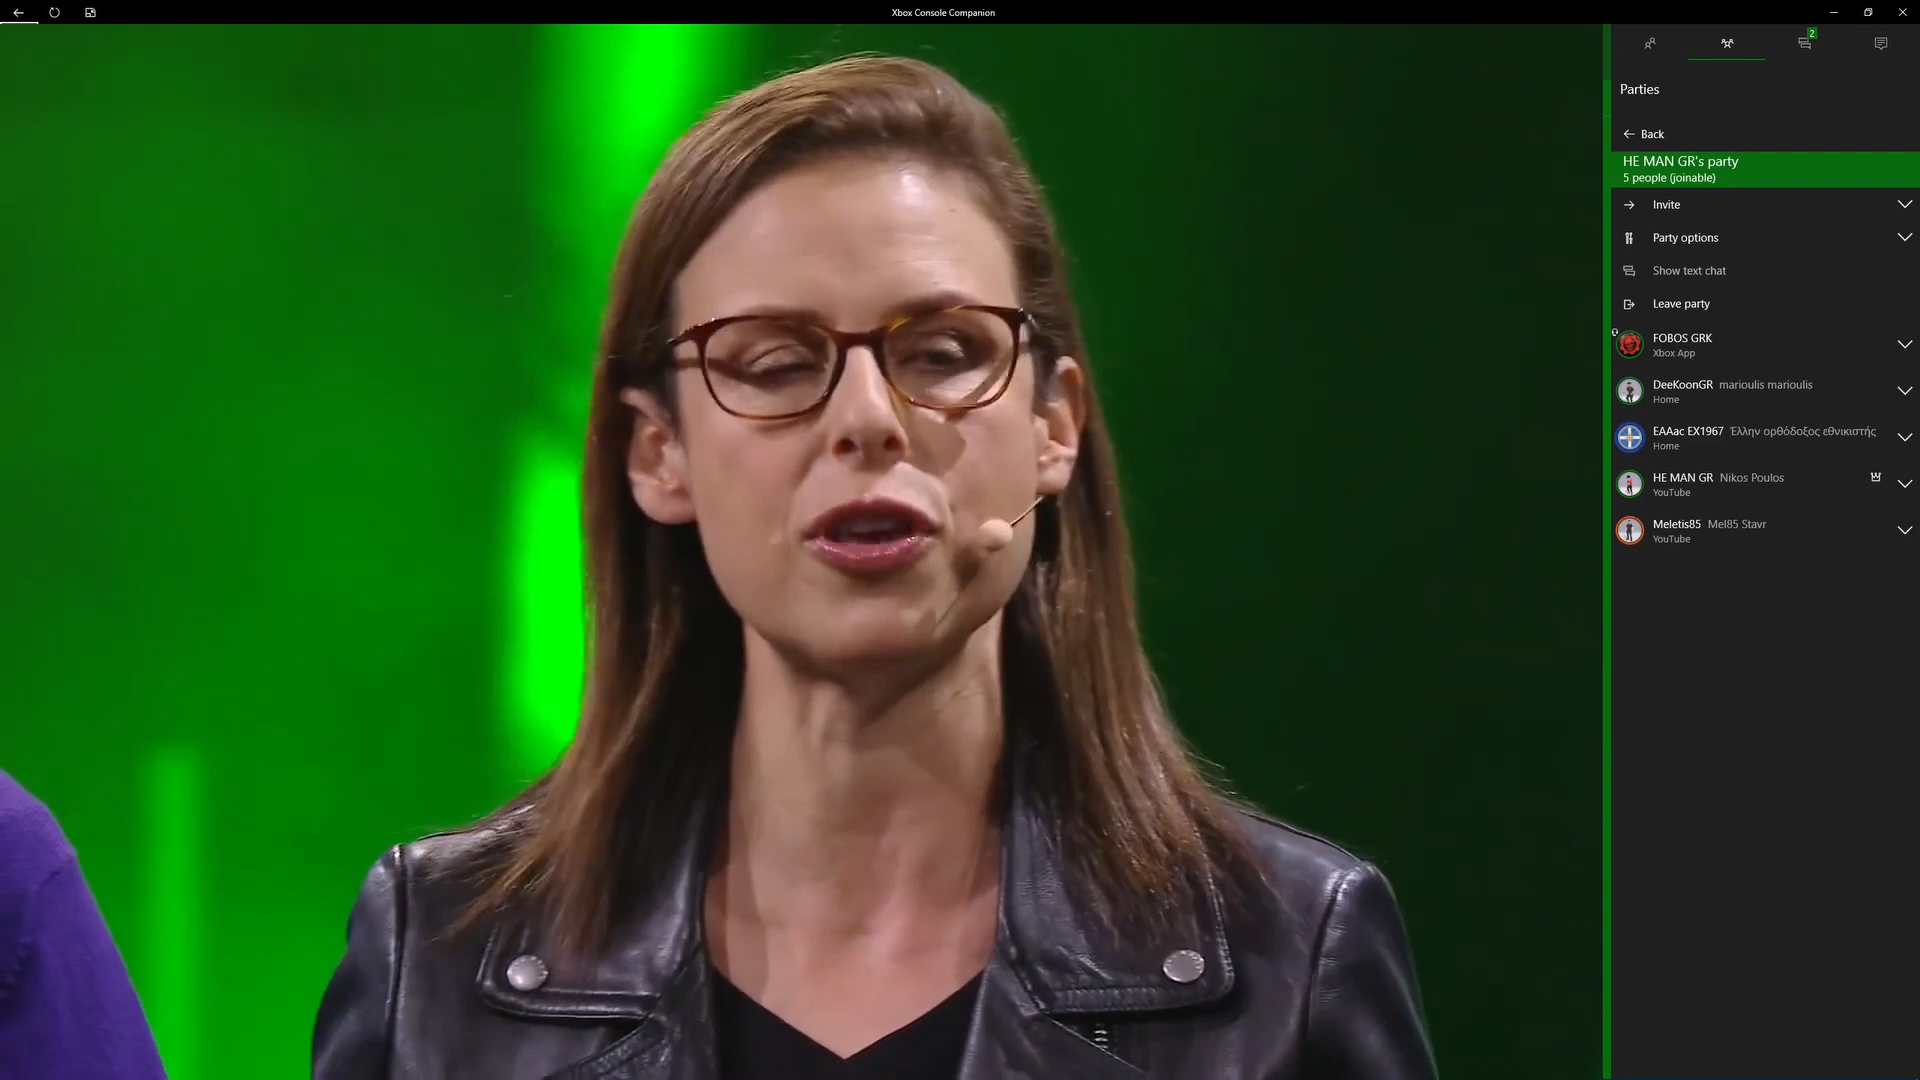 Xbox Console Companion
2
Parties
Back
HE MAN GR's party
5 people (joinable)
Invite
Party options
Show text chat
Leave party
FOBOS GRK
Xbox App
DeeKoonGR marioulis marioulis
Home
EAAac EX1967 Έλλην ορθόδοξος εθνικιστής
Home
HE MAN GR Nikos Poulos
YouTube
Meletis85 Mel85 Stavr
YouTube